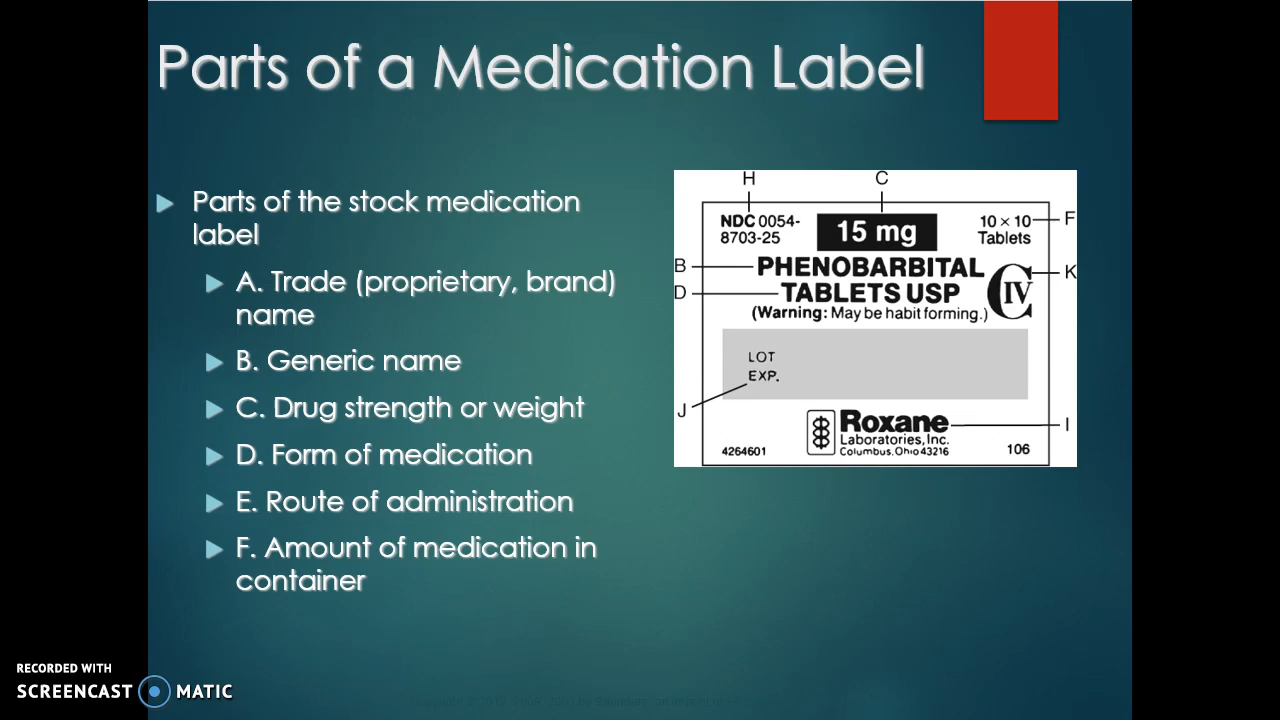 Parts of a Medication Label
Parts of the stock medication
label
A. Trade (proprietary, brand)
name
B. Generic name
C. Drug strength or weight
D. Form of medication
E. Route of administration
F. Amount of medication in
container
H
C
NDC 0054-
8703-25
15 mg
10 × 10
Tablets
F
B
PHENOBARBITAL
K
D
TABLETS USP
C IV
(Warning: May be habit forming.)
LOT
EXP.
J
Roxane
I
Laboratories, Inc.
Columbus, Ohio 43216
4264601
106
RECORDED WITH
SCREENCAST MATIC